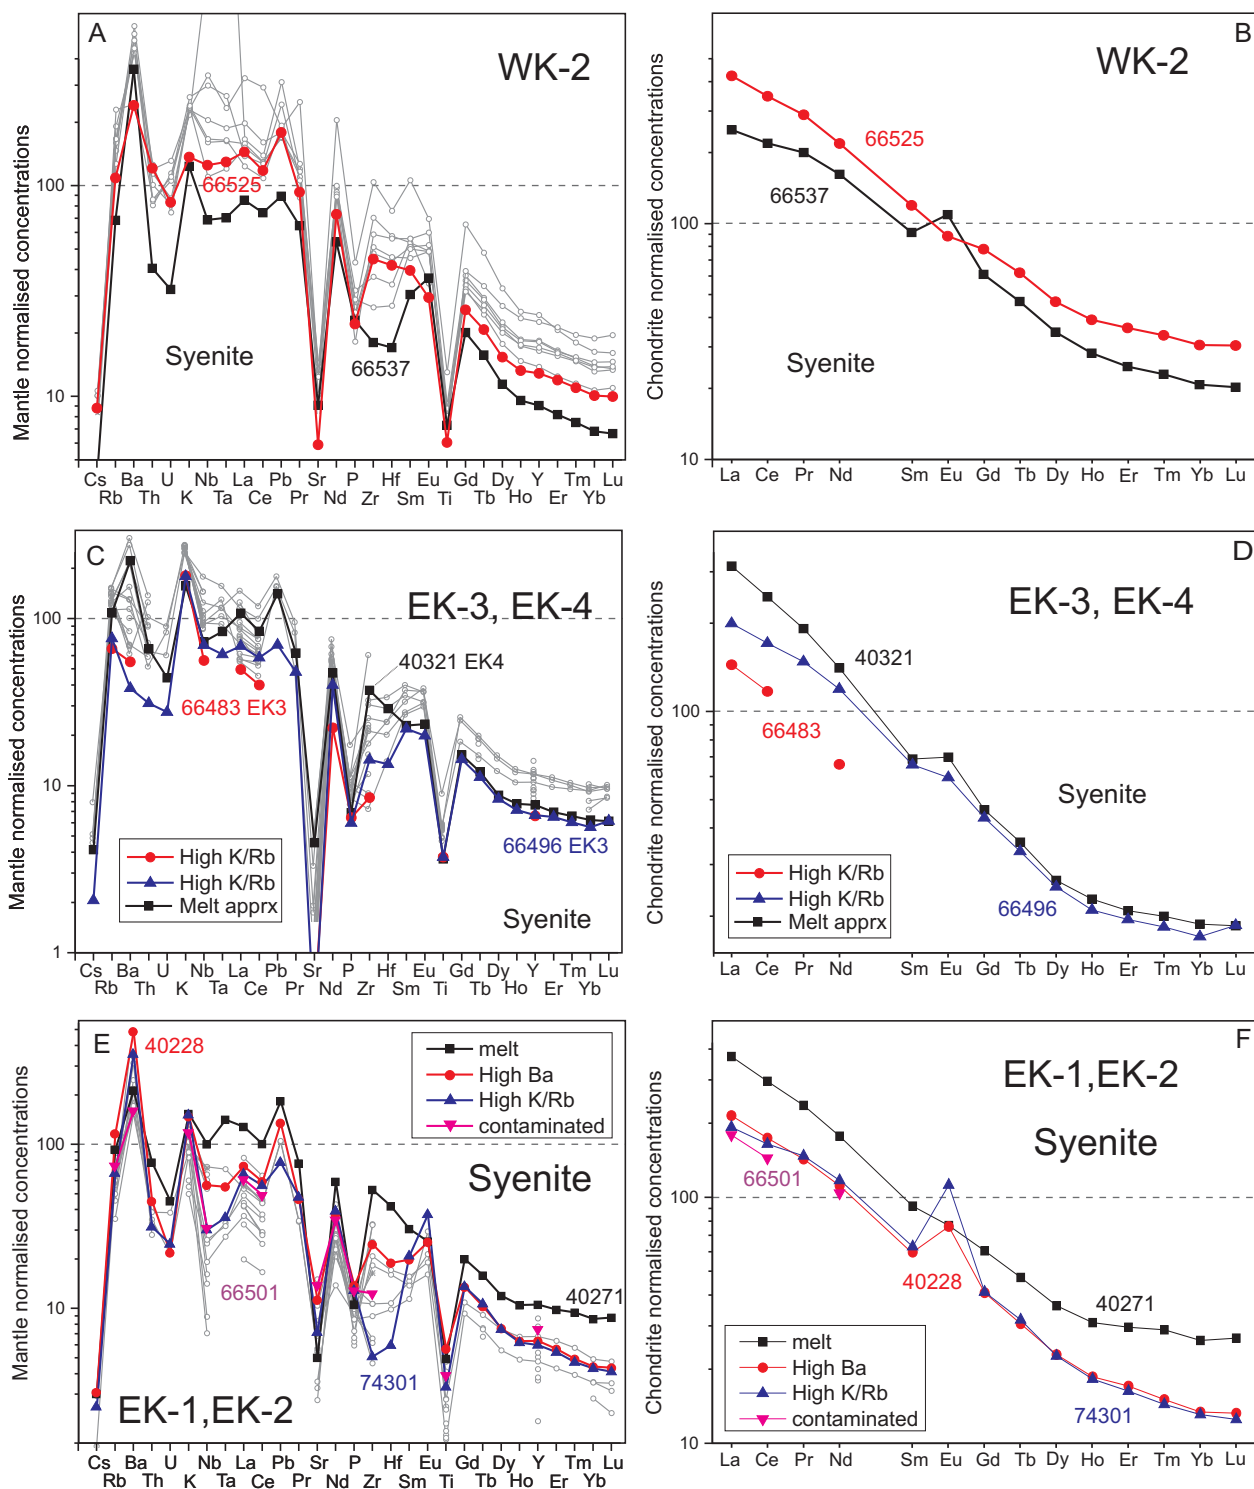 A
WK-2
Mantle normalised concentrations
100
10
66525
Syenite
66537
Cs Rb Ba Th U K Nb Ta La Ce Pb Pr Sr Nd P Zr Hf Sm Eu Ti Gd Tb Dy Ho Y Er Tm Yb Lu
B
WK-2
Chondrite normalised concentrations
100
10
66525
66537
Syenite
La Ce Pr Nd Sm Eu Gd Tb Dy Ho Er Tm Yb Lu
C
EK-3, EK-4
Mantle normalised concentrations
100
10
1
40321 EK4
66483 EK3
66496 EK3
High K/Rb
High K/Rb
Melt apprx
Syenite
Cs Rb Ba Th U K Nb Ta La Ce Pb Pr Sr Nd P Zr Hf Sm Eu Ti Gd Tb Dy Ho Y Er Tm Yb Lu
D
EK-3, EK-4
Chondrite normalised concentrations
100
40321
66483
Syenite
66496
High K/Rb
High K/Rb
Melt apprx
La Ce Pr Nd Sm Eu Gd Tb Dy Ho Er Tm Yb Lu
E
40228
melt
High Ba
High K/Rb
contaminated
Mantle normalised concentrations
100
10
Syenite
66501
40271
74301
EK-1,EK-2
Cs Rb Ba Th U K Nb Ta La Ce Pb Pr Sr Nd P Zr Hf Sm Eu Ti Gd Tb Dy Ho Y Er Tm Yb Lu
F
EK-1,EK-2
Syenite
Chondrite normalised concentrations
100
10
66501
40228
40271
74301
melt
High Ba
High K/Rb
contaminated
La Ce Pr Nd Sm Eu Gd Tb Dy Ho Er Tm Yb Lu